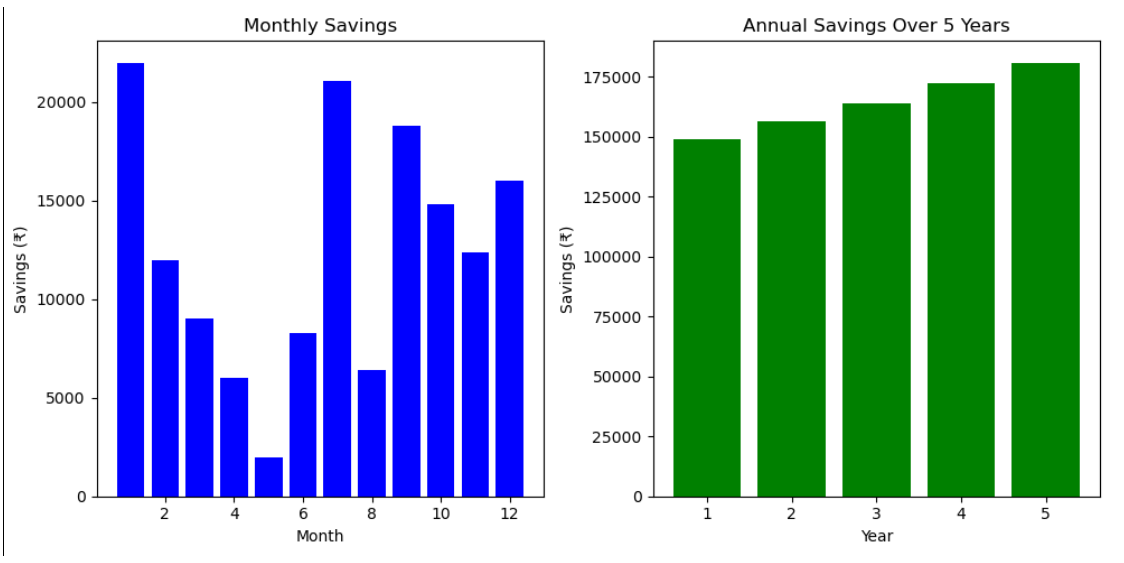 Monthly Savings
20000
15000
10000
5000
0
Savings (₹)
2 4 6 8 10 12
Month
Annual Savings Over 5 Years
175000
150000
125000
100000
75000
50000
25000
0
Savings (₹)
1 2 3 4 5
Year